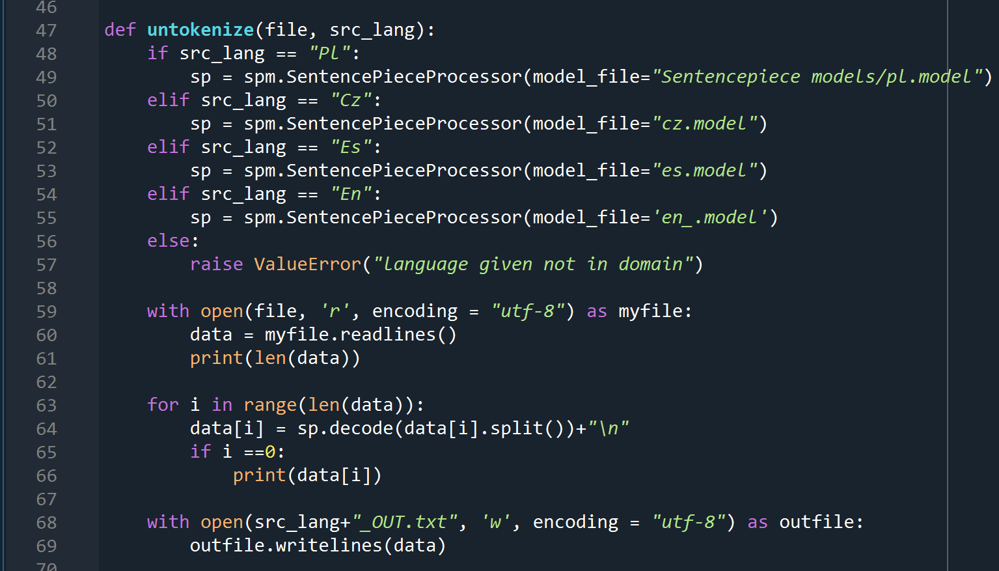 46
47 def untokenize(file, src_lang):
48 if src_lang == "Pl":
49 sp = spm.SentencePieceProcessor(model_file="Sentencepiece models/pl.model")
50 elif src_lang == "Cz":
51 sp = spm.SentencePieceProcessor(model_file="cz.model")
52 elif src_lang == "Es":
53 sp = spm.SentencePieceProcessor(model_file="es.model")
54 elif src_lang == "En":
55 sp = spm.SentencePieceProcessor(model_file='en_.model')
56 else:
57 raise ValueError("language given not in domain")
58
59 with open(file, 'r', encoding = "utf-8") as myfile:
60 data = myfile.readlines()
61 print(len(data))
62
63 for i in range(len(data)):
64 data[i] = sp.decode(data[i].split())+"\n"
65 if i ==0:
66 print(data[i])
67
68 with open(src_lang+"_OUT.txt", 'w', encoding = "utf-8") as outfile:
69 outfile.writelines(data)
70